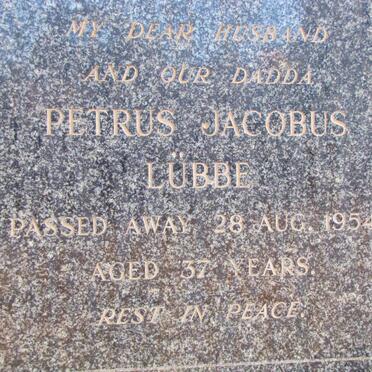 MY DEAR HUSBAND
AND OUR DADDA
PETRUS JACOBUS
LÜBBE
PASSED AWAY 28 AUG. 1954
AGED 37 YEARS.
REST IN PEACE.